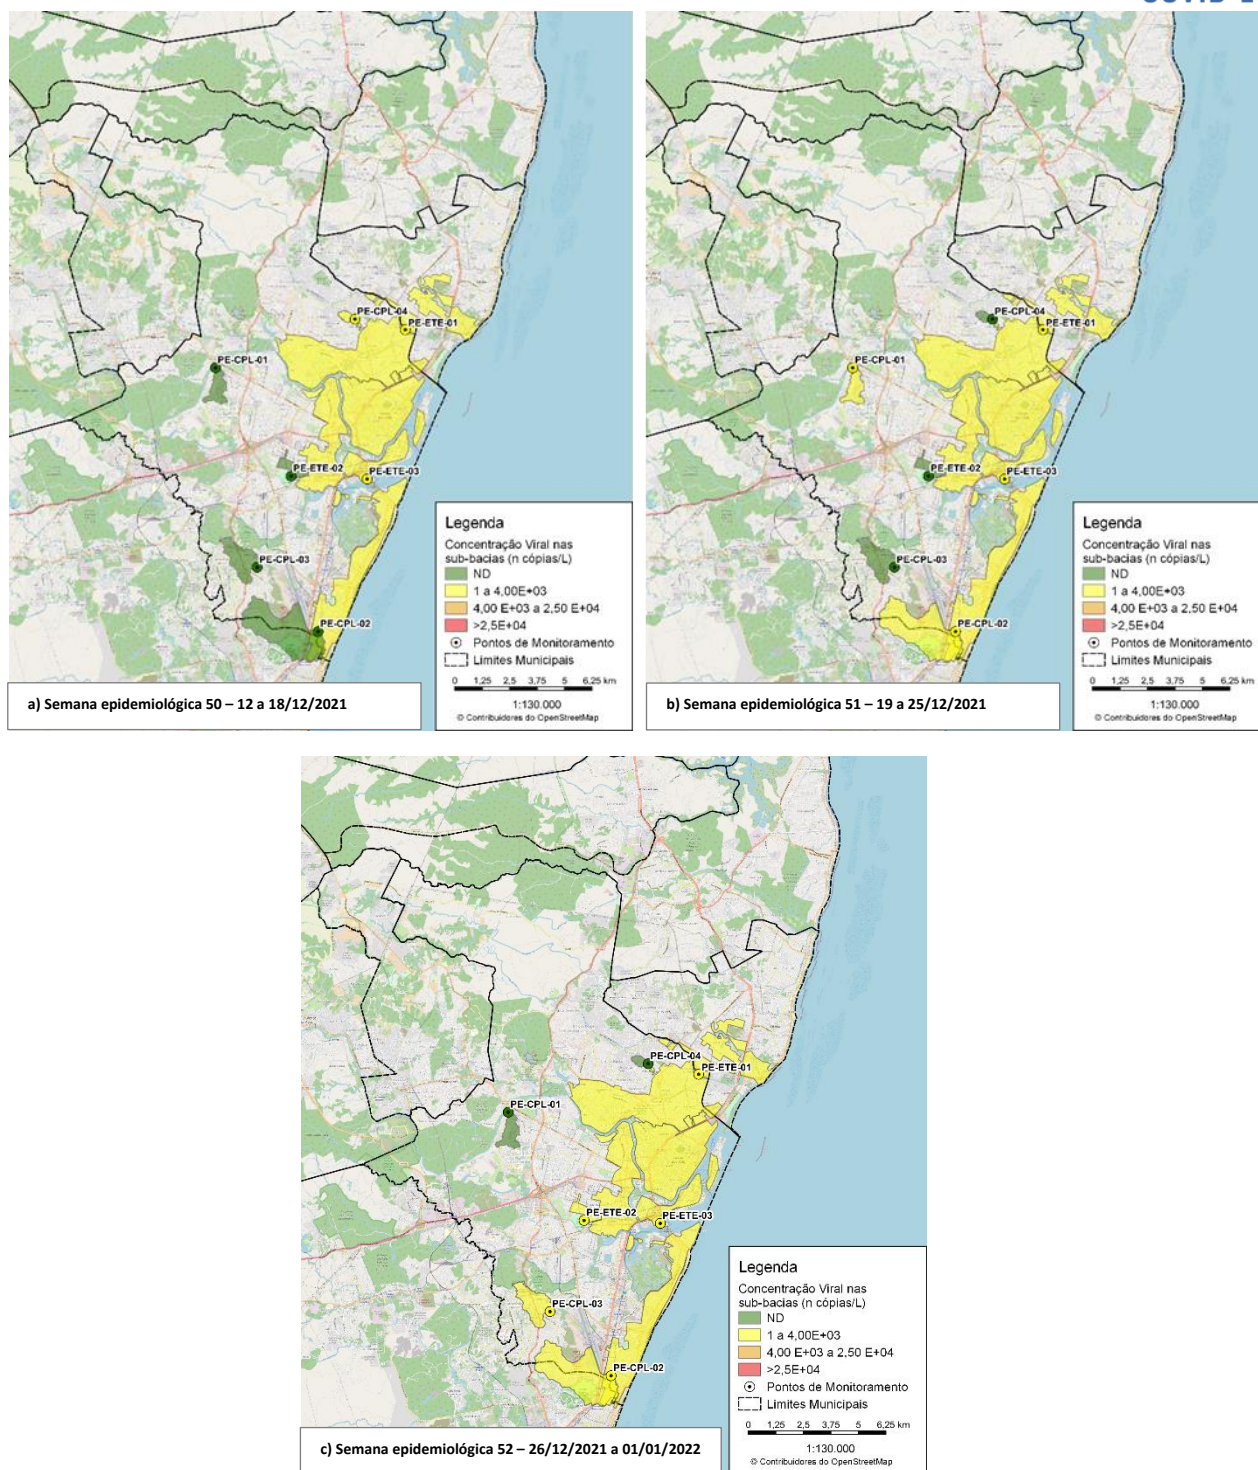 PE-CPL-04
PE-ETE-01
PE-CPL-01
PE-ETE-02
PE-ETE-03
PE-CPL-03
PE-CPL-02
Legenda
Concentração Viral nas
sub-bacias (n cópias/L)
ND
1 a 4,00E+03
4,00 E+03 a 2,50 E+04
>2,5E+04
Pontos de Monitoramento
Limites Municipais
0 1,25 2,5 3,75 5 6,25 km
1:130.000
© Contribuidores do OpenStreetMap
a) Semana epidemiológica 50 – 12 a 18/12/2021
PE-CPL-04
PE-ETE-01
PE-CPL-01
PE-ETE-02
PE-ETE-03
PE-CPL-03
PE-CPL-02
Legenda
Concentração Viral nas
sub-bacias (n cópias/L)
ND
1 a 4,00E+03
4,00 E+03 a 2,50 E+04
>2,5E+04
Pontos de Monitoramento
Limites Municipais
0 1,25 2,5 3,75 5 6,25 km
1:130.000
© Contribuidores do OpenStreetMap
b) Semana epidemiológica 51 – 19 a 25/12/2021
PE-CPL-04
PE-ETE-01
PE-CPL-01
PE-ETE-02
PE-ETE-03
PE-CPL-03
PE-CPL-02
Legenda
Concentração Viral nas
sub-bacias (n cópias/L)
ND
1 a 4,00E+03
4,00 E+03 a 2,50 E+04
>2,5E+04
Pontos de Monitoramento
Limites Municipais
0 1,25 2,5 3,75 5 6,25 km
1:130.000
© Contribuidores do OpenStreetMap
c) Semana epidemiológica 52 – 26/12/2021 a 01/01/2022